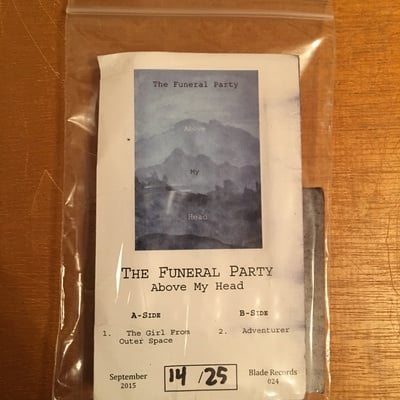 The Funeral Party
Above
My
Head
THE FUNERAL PARTY
Above My Head
A-SIDE
B-SIDE
1. The Girl From
Outer Space
2. Adventurer
September
2015
14 /25
Blade Records
024